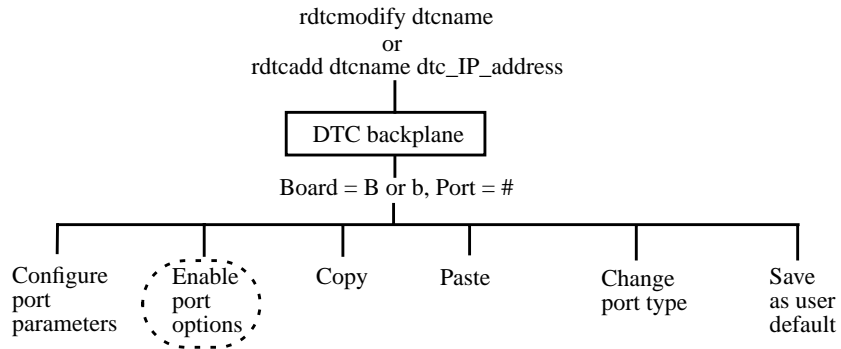 rdtcmodify dtcname
or
rdtcadd dtcname dtc_IP_address
DTC backplane
Board = B or b, Port = #
Configure
port
parameters
Enable
port
options
Copy
Paste
Change
port type
Save
as user
default